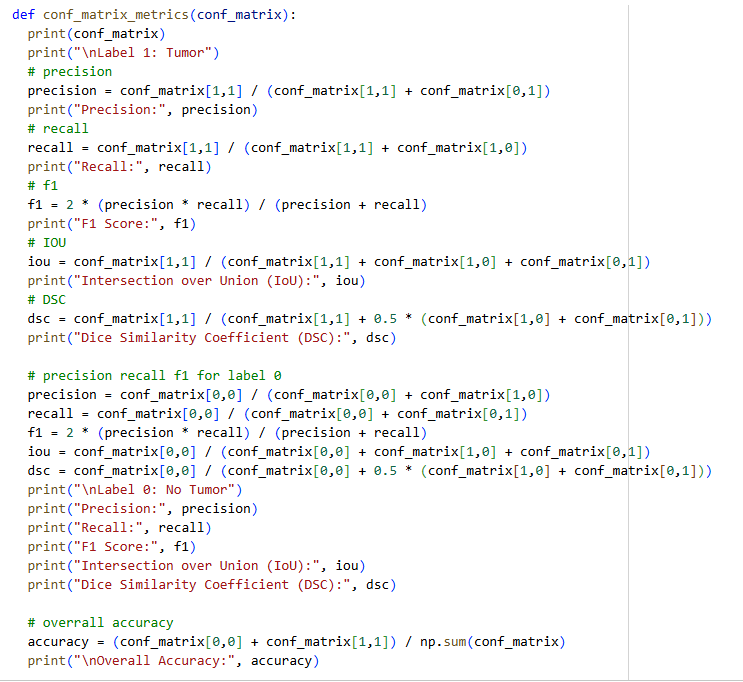 def conf_matrix_metrics(conf_matrix):
  print(conf_matrix)
  print("\nLabel 1: Tumor")
  # precision
  precision = conf_matrix[1,1] / (conf_matrix[1,1] + conf_matrix[0,1])
  print("Precision:", precision)
  # recall
  recall = conf_matrix[1,1] / (conf_matrix[1,1] + conf_matrix[1,0])
  print("Recall:", recall)
  # f1
  f1 = 2 * (precision * recall) / (precision + recall)
  print("F1 Score:", f1)
  # IOU
  iou = conf_matrix[1,1] / (conf_matrix[1,1] + conf_matrix[1,0] + conf_matrix[0,1])
  print("Intersection over Union (IoU):", iou)
  # DSC
  dsc = conf_matrix[1,1] / (conf_matrix[1,1] + 0.5 * (conf_matrix[1,0] + conf_matrix[0,1]))
  print("Dice Similarity Coefficient (DSC):", dsc)

  # precision recall f1 for label 0
  precision = conf_matrix[0,0] / (conf_matrix[0,0] + conf_matrix[1,0])
  recall = conf_matrix[0,0] / (conf_matrix[0,0] + conf_matrix[0,1])
  f1 = 2 * (precision * recall) / (precision + recall)
  iou = conf_matrix[0,0] / (conf_matrix[0,0] + conf_matrix[1,0] + conf_matrix[0,1])
  dsc = conf_matrix[0,0] / (conf_matrix[0,0] + 0.5 * (conf_matrix[1,0] + conf_matrix[0,1]))
  print("\nLabel 0: No Tumor")
  print("Precision:", precision)
  print("Recall:", recall)
  print("F1 Score:", f1)
  print("Intersection over Union (IoU):", iou)
  print("Dice Similarity Coefficient (DSC):", dsc)

  # overrall accuracy
  accuracy = (conf_matrix[0,0] + conf_matrix[1,1]) / np.sum(conf_matrix)
  print("\nOverall Accuracy:", accuracy)